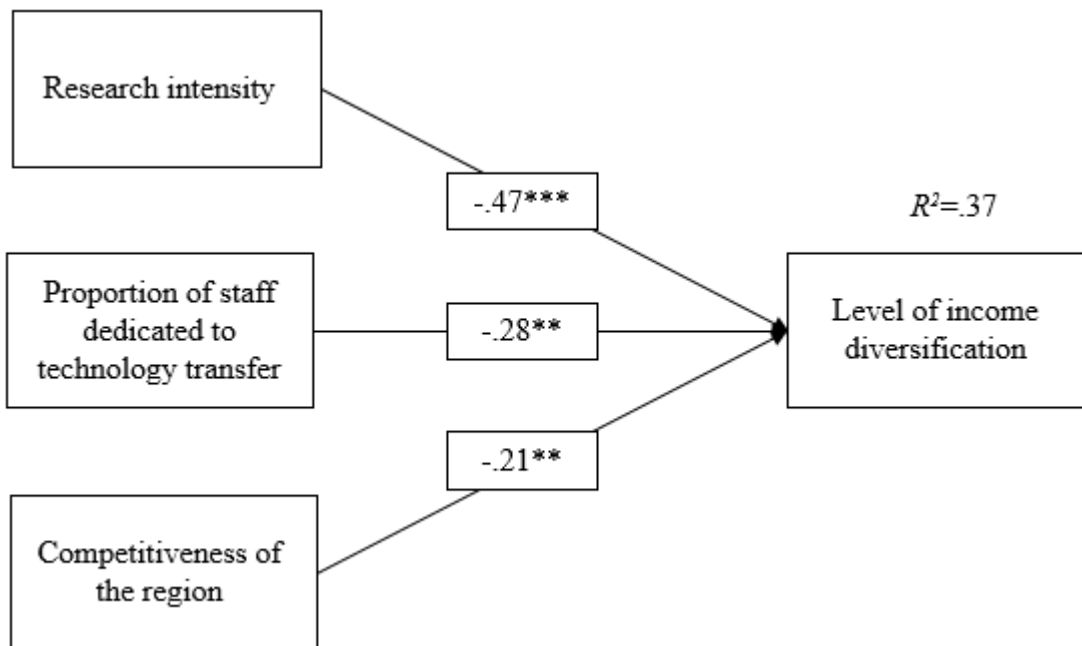 Research intensity
-.47***
R²=.37
Proportion of staff
dedicated to
technology transfer
-.28**
Level of income
diversification
-.21**
Competitiveness of
the region